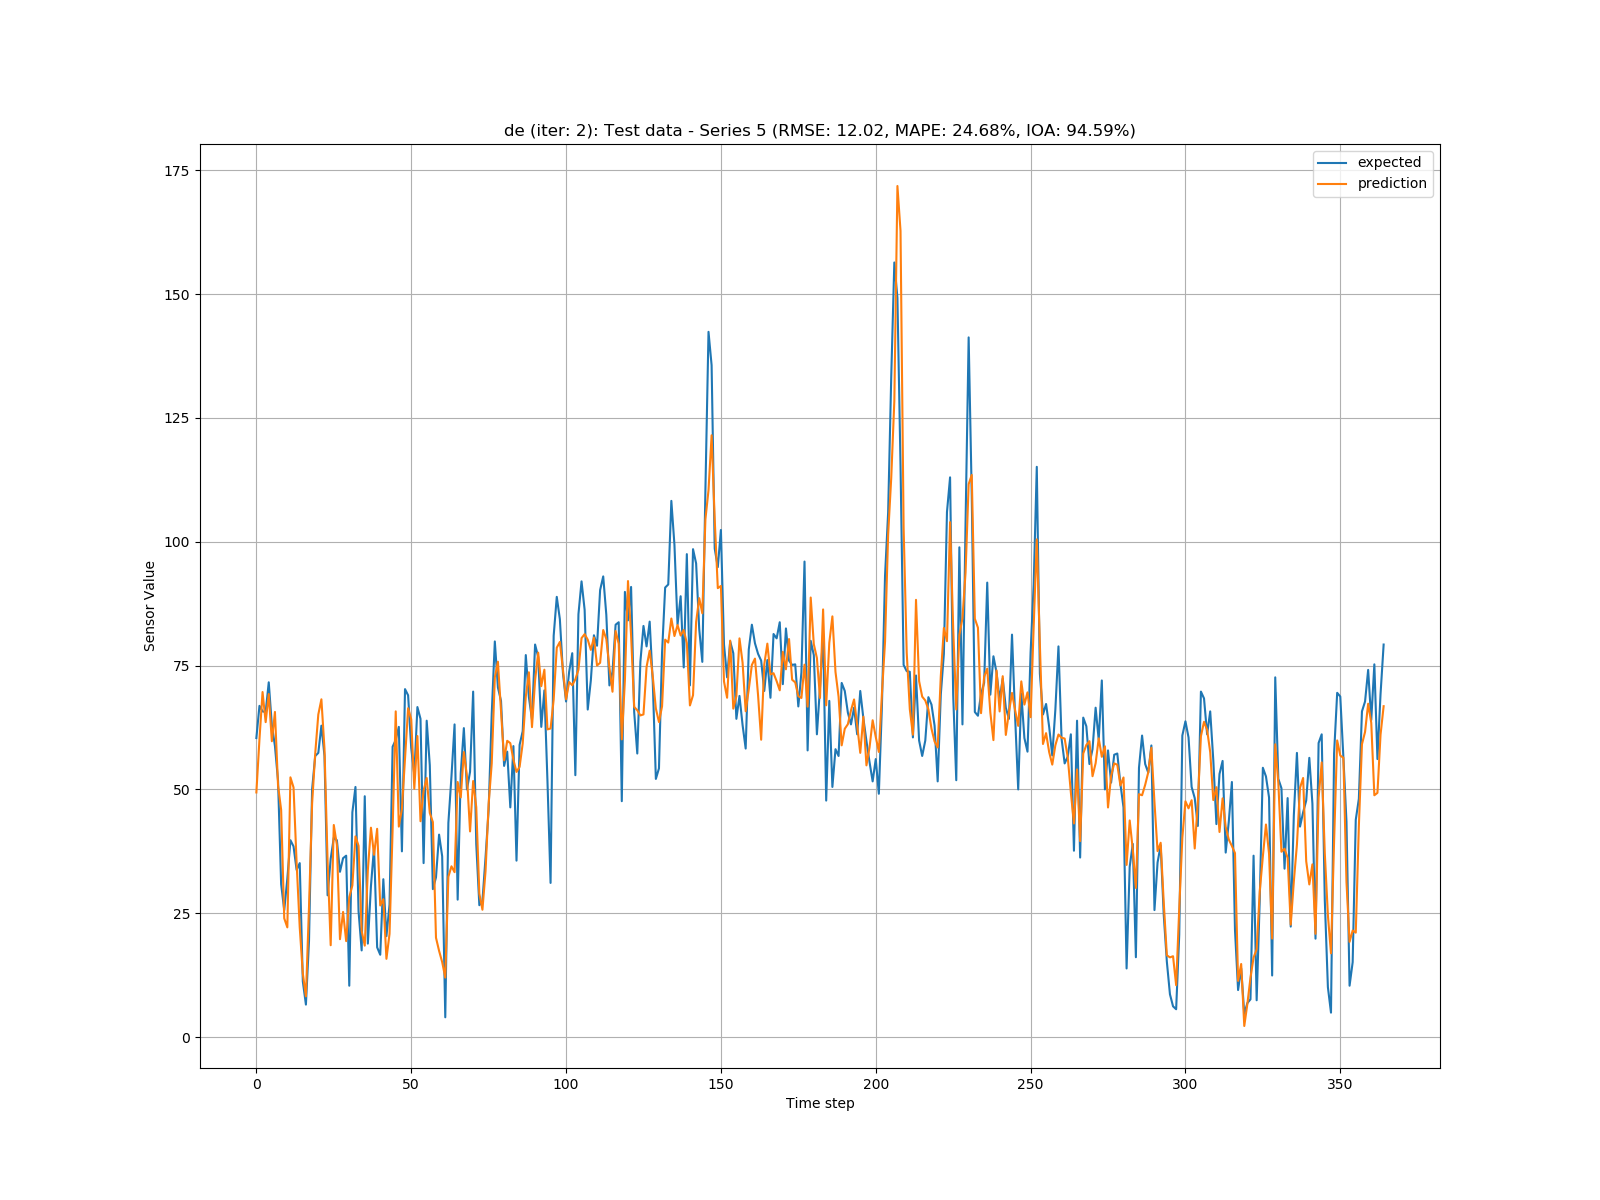 de (iter: 2): Test data - Series 5 (RMSE: 12.02, MAPE: 24.68%, IOA: 94.59%)
expected
prediction
175
150
125
100
75
50
25
0
Sensor Value
0 50 100 150 200 250 300 350
Time step